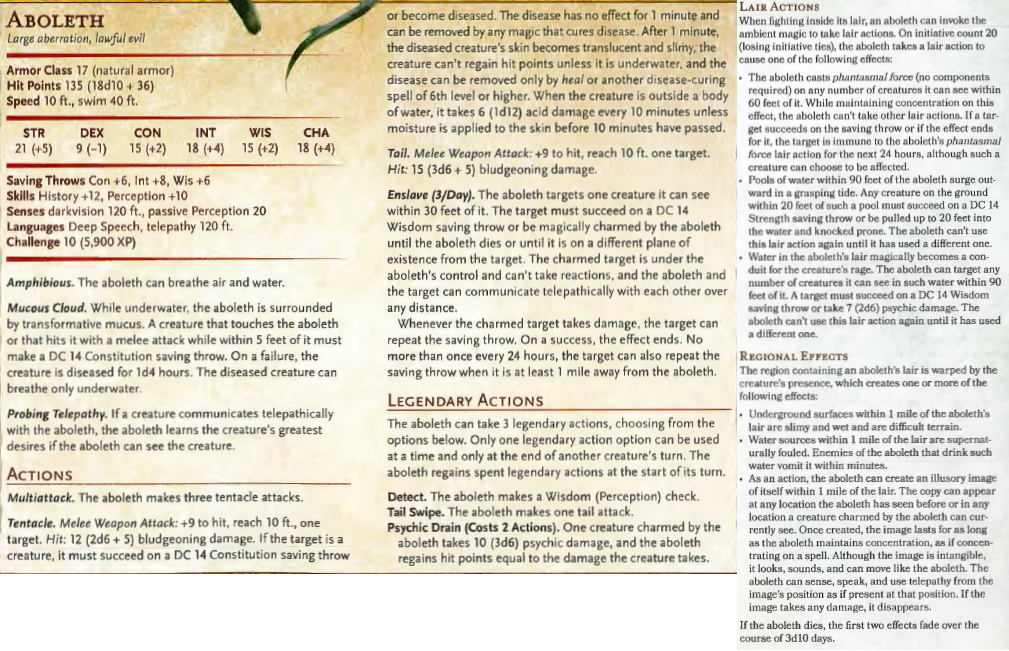 ABOLETH
Large aberration, lawful evil
Armor Class 17 (natural armor)
Hit Points 135 (18d10 + 36)
Speed 10 ft., swim 40 ft.
STR DEX CON INT WIS CHA
21 (+5) 9 (−1) 15 (+2) 18 (+4) 15 (+2) 18 (+4)
Saving Throws Con +6, Int +8, Wis +6
Skills History +12, Perception +10
Senses darkvision 120 ft., passive Perception 20
Languages Deep Speech, telepathy 120 ft.
Challenge 10 (5,900 XP)
Amphibious. The aboleth can breathe air and water.
Mucous Cloud. While underwater, the aboleth is surrounded
by transformative mucus. A creature that touches the aboleth
or that hits it with a melee attack while within 5 feet of it must
make a DC 14 Constitution saving throw. On a failure, the
creature is diseased for 1d4 hours. The diseased creature can
breathe only underwater.
Probing Telepathy. If a creature communicates telepathically
with the aboleth, the aboleth learns the creature's greatest
desires if the aboleth can see the creature.
ACTIONS
Multiattack. The aboleth makes three tentacle attacks.
Tentacle. Melee Weapon Attack: +9 to hit, reach 10 ft., one
target. Hit: 12 (2d6 + 5) bludgeoning damage. If the target is a
creature, it must succeed on a DC 14 Constitution saving throw
or become diseased. The disease has no effect for 1 minute and
can be removed by any magic that cures disease. After 1 minute,
the diseased creature's skin becomes translucent and slimy, the
creature can't regain hit points unless it is underwater, and the
disease can be removed only by heal or another disease-curing
spell of 6th level or higher. When the creature is outside a body
of water, it takes 6 (1d12) acid damage every 10 minutes unless
moisture is applied to the skin before 10 minutes have passed.
Tail. Melee Weapon Attack: +9 to hit, reach 10 ft. one target.
Hit: 15 (3d6 + 5) bludgeoning damage.
Enslave (3/Day). The aboleth targets one creature it can see
within 30 feet of it. The target must succeed on a DC 14
Wisdom saving throw or be magically charmed by the aboleth
until the aboleth dies or until it is on a different plane of
existence from the target. The charmed target is under the
aboleth's control and can't take reactions, and the aboleth and
the target can communicate telepathically with each other over
any distance.
Whenever the charmed target takes damage, the target can
repeat the saving throw. On a success, the effect ends. No
more than once every 24 hours, the target can also repeat the
saving throw when it is at least 1 mile away from the aboleth.
LEGENDARY ACTIONS
The aboleth can take 3 legendary actions, choosing from the
options below. Only one legendary action option can be used
at a time and only at the end of another creature's turn. The
aboleth regains spent legendary actions at the start of its turn.
Detect. The aboleth makes a Wisdom (Perception) check.
Tail Swipe. The aboleth makes one tail attack.
Psychic Drain (Costs 2 Actions). One creature charmed by the
aboleth takes 10 (3d6) psychic damage, and the aboleth
regains hit points equal to the damage the creature takes.
LAIR ACTIONS
When fighting inside its lair, an aboleth can invoke the
ambient magic to take lair actions. On initiative count 20
(losing initiative ties), the aboleth takes a lair action to
cause one of the following effects:
• The aboleth casts phantasmal force (no components
required) on any number of creatures it can see within
60 feet of it. While maintaining concentration on this
effect, the aboleth can't take other lair actions. If a tar-
get succeeds on the saving throw or if the effect ends
for it, the target is immune to the aboleth's phantasmal
force lair action for the next 24 hours, although such a
creature can choose to be affected.
• Pools of water within 90 feet of the aboleth surge out-
ward in a grasping tide. Any creature on the ground
within 20 feet of such a pool must succeed on a DC 14
Strength saving throw or be pulled up to 20 feet into
the water and knocked prone. The aboleth can't use
this lair action again until it has used a different one.
• Water in the aboleth's lair magically becomes a con-
duit for the creature's rage. The aboleth can target any
number of creatures it can see in such water within 90
feet of it. A target must succeed on a DC 14 Wisdom
saving throw or take 7 (2d6) psychic damage. The
aboleth can't use this lair action again until it has used
a different one.
REGIONAL EFFECTS
The region containing an aboleth's lair is warped by the
creature's presence, which creates one or more of the
following effects:
• Underground surfaces within 1 mile of the aboleth's
lair are slimy and wet and are difficult terrain.
• Water sources within 1 mile of the lair are supernat-
urally fouled. Enemies of the aboleth that drink such
water vomit it within minutes.
• As an action, the aboleth can create an illusory image
of itself within 1 mile of the lair. The copy can appear
at any location the aboleth has seen before or in any
location a creature charmed by the aboleth can cur-
rently see. Once created, the image lasts for as long
as the aboleth maintains concentration, as if concen-
trating on a spell. Although the image is intangible,
it looks, sounds, and can move like the aboleth. The
aboleth can sense, speak, and use telepathy from the
image's position as if present at that position. If the
image takes any damage, it disappears.
If the aboleth dies, the first two effects fade over the
course of 3d10 days.